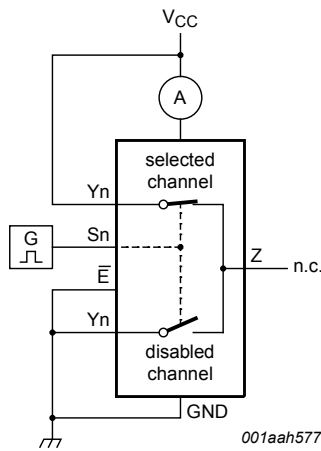 VCC
A
selected
channel
Yn
G
Sn
E̅
Z
n.c.
Yn
disabled
channel
GND
001aah577